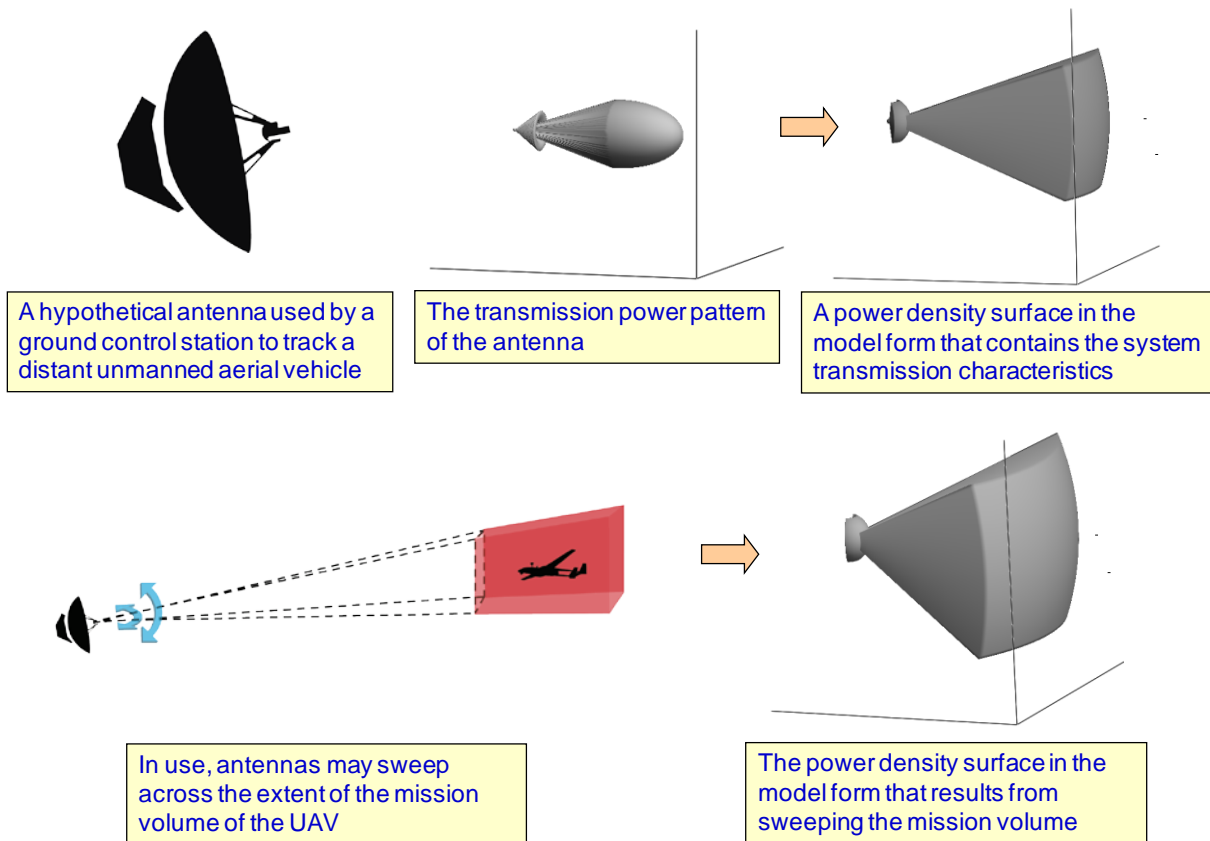 A hypothetical antenna used by a
ground control station to track a
distant unmanned aerial vehicle
The transmission power pattern
of the antenna
A power density surface in the
model form that contains the system
transmission characteristics
In use, antennas may sweep
across the extent of the mission
volume of the UAV
The power density surface in the
model form that results from
sweeping the mission volume